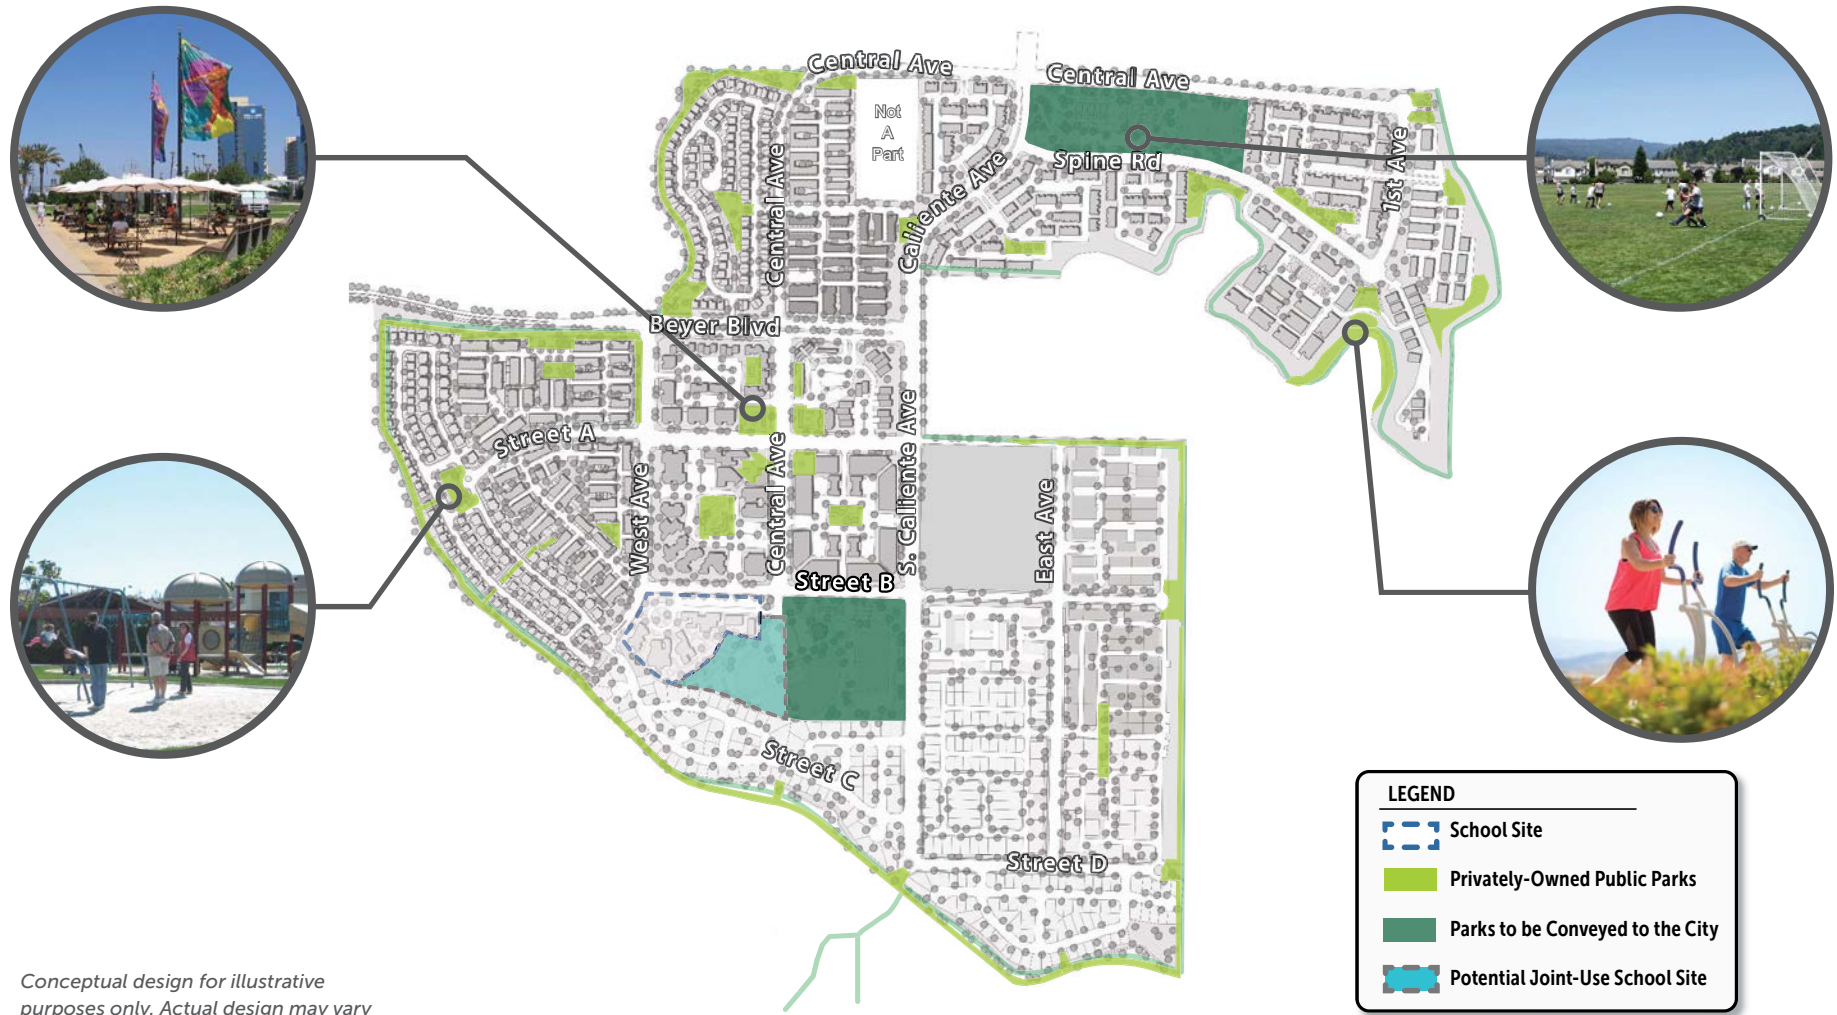 Central Ave
Central Ave
Not
A
Part
Spine Rd
1st Ave
Caliente Ave
Central Ave
Beyer Blvd
Street A
S. Caliente Ave
Central Ave
West Ave
East Ave
Street B
Street C
Street D
LEGEND
School Site
Privately-Owned Public Parks
Parks to be Conveyed to the City
Potential Joint-Use School Site
Conceptual design for illustrative
purposes only. Actual design may vary